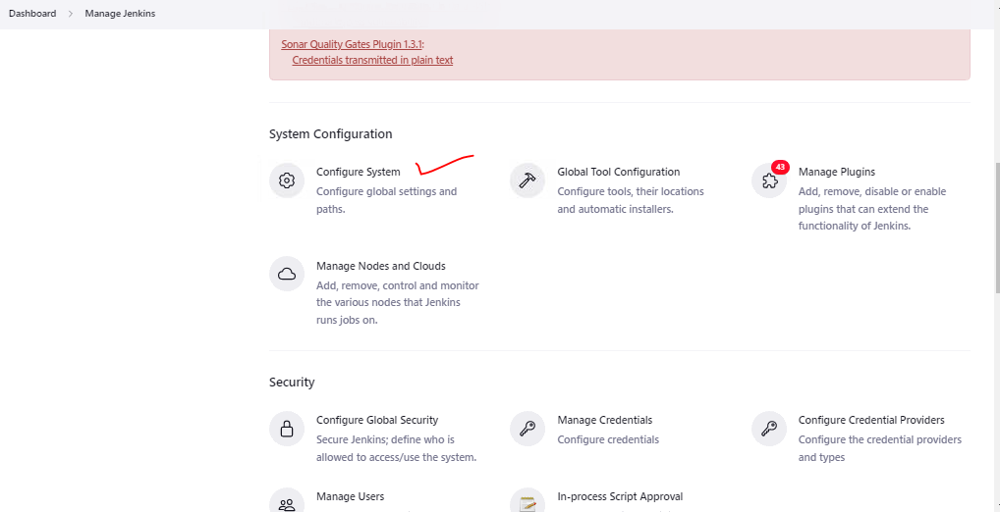 Dashboard > Manage Jenkins
Sonar Quality Gates Plugin 1.3.1:
Credentials transmitted in plain text
System Configuration
Configure System
Configure global settings and
paths.
Global Tool Configuration
Configure tools, their locations
and automatic installers.
43
Manage Plugins
Add, remove, disable or enable
plugins that can extend the
functionality of Jenkins.
Manage Nodes and Clouds
Add, remove, control and monitor
the various nodes that Jenkins
runs jobs on.
Security
Configure Global Security
Secure Jenkins; define who is
allowed to access/use the system.
Manage Credentials
Configure credentials
Configure Credential Providers
Configure the credential providers
and types
Manage Users
In-process Script Approval